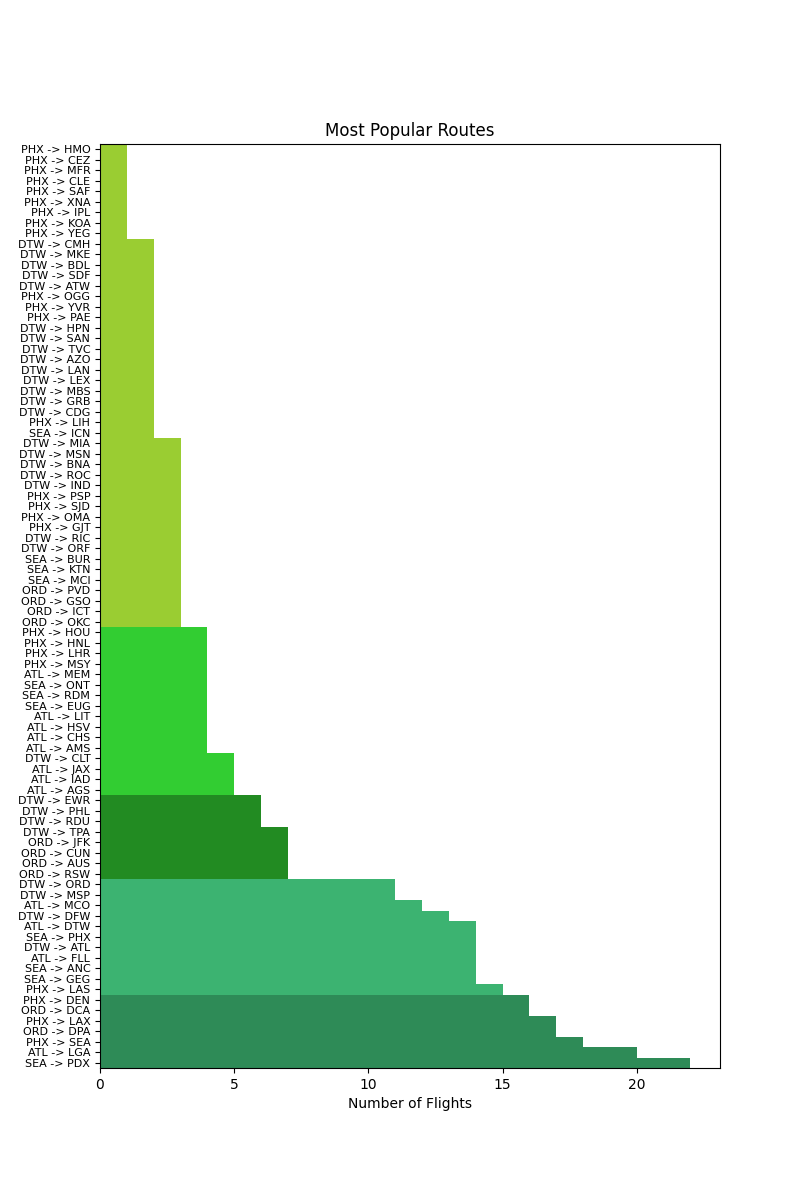 Most Popular Routes
PHX -> HMO
PHX -> CEZ
PHX -> MFR
PHX -> CLE
PHX -> SAF
PHX -> XNA
PHX -> IPL
PHX -> KOA
PHX -> YEG
DTW -> CMH
DTW -> MKE
DTW -> BDL
DTW -> SDF
DTW -> ATW
PHX -> OGG
PHX -> YVR
PHX -> PAE
DTW -> HPN
DTW -> SAN
DTW -> TVC
DTW -> AZO
DTW -> LAN
DTW -> LEX
DTW -> MBS
DTW -> GRB
DTW -> CDG
PHX -> LIH
SEA -> ICN
DTW -> MIA
DTW -> MSN
DTW -> BNA
DTW -> ROC
DTW -> IND
PHX -> PSP
PHX -> SJD
PHX -> OMA
PHX -> GJT
DTW -> RIC
DTW -> ORF
SEA -> BUR
SEA -> KTN
SEA -> MCI
ORD -> PVD
ORD -> GSO
ORD -> ICT
ORD -> OKC
PHX -> HOU
PHX -> HNL
PHX -> LHR
PHX -> MSY
ATL -> MEM
SEA -> ONT
SEA -> RDM
SEA -> EUG
ATL -> LIT
ATL -> HSV
ATL -> CHS
ATL -> AMS
DTW -> CLT
ATL -> JAX
ATL -> IAD
ATL -> AGS
DTW -> EWR
DTW -> PHL
DTW -> RDU
DTW -> TPA
ORD -> JFK
ORD -> CUN
ORD -> AUS
ORD -> RSW
DTW -> ORD
DTW -> MSP
ATL -> MCO
DTW -> DFW
ATL -> DTW
SEA -> PHX
DTW -> ATL
ATL -> FLL
SEA -> ANC
SEA -> GEG
PHX -> LAS
PHX -> DEN
ORD -> DCA
PHX -> LAX
ORD -> DPA
PHX -> SEA
ATL -> LGA
SEA -> PDX
0 5 10 15 20
Number of Flights